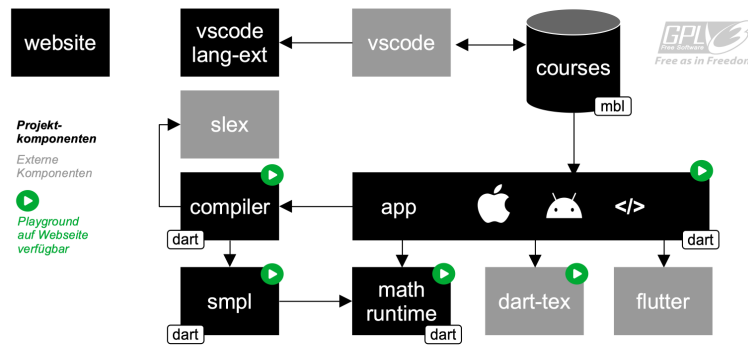 website
vscode
lang-ext
vscode
courses
mbl
GPL v3
Free Software
Free as in Freedom
slex
Projekt-
komponenten
Externe
Komponenten
Playground
auf Webseite
verfügbar
compiler
dart
app
</>
dart
smpl
dart
math
runtime
dart
dart-tex
flutter